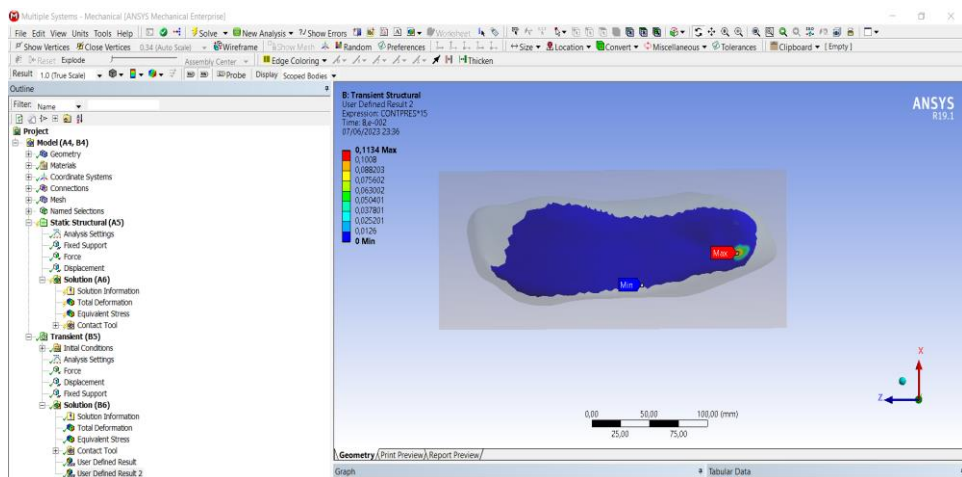 Multiple Systems - Mechanical [ANSYS Mechanical Enterprise]
File Edit View Units Tools Help Solve New Analysis Show Errors Worksheet
Show Vertices Close Vertices 0.34 (Auto Scale) Wireframe Show Mesh Random Preferences Size Location Convert Miscellaneous Tolerances Clipboard [Empty]
Reset Explode Assembly Center Edge Coloring Thicken
Result 1.0 (True Scale) Probe Display Scoped Bodies
Outline
Filter: Name
Project
Model (A4, B4)
Geometry
Materials
Coordinate Systems
Connections
Mesh
Named Selections
Static Structural (A5)
Analysis Settings
Fixed Support
Force
Displacement
Solution (A6)
Solution Information
Total Deformation
Equivalent Stress
Contact Tool
Transient (B5)
Initial Conditions
Analysis Settings
Force
Displacement
Fixed Support
Solution (B6)
Solution Information
Total Deformation
Equivalent Stress
Contact Tool
User Defined Result
User Defined Result 2
B: Transient Structural
User Defined Result 2
Expression: CONTPRES*15
Time: 8,e-002
07/06/2023 23:36
0,1134 Max
0,1008
0,088203
0,075602
0,063002
0,050401
0,037801
0,025201
0,0126
0 Min
ANSYS
R19.1
Max
Min
X
Z
0,00 50,00 100,00 (mm)
25,00 75,00
Geometry Print Preview Report Preview
Graph
Tabular Data